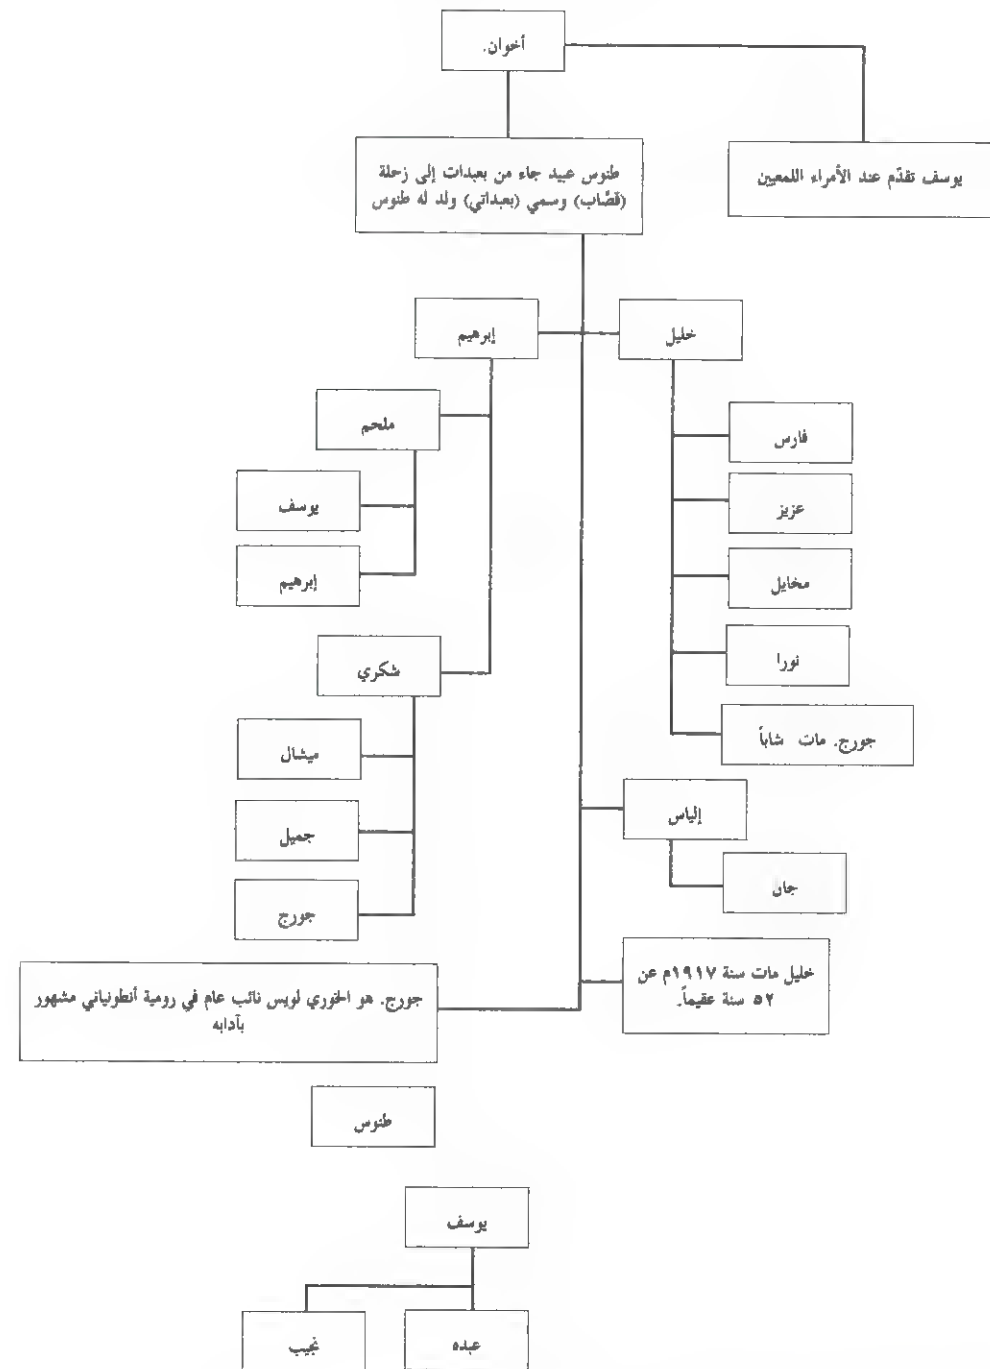 أخوان.
يوسف تقدّم عند الأمراء اللمعيين
طنوس عبيد جاء من بعبدات إلى زحلة
(قصَّاب) وسمي (بعبداتي) ولد له طنوس
خليل
إبرهيم
ملحم
فارس
يوسف
عزيز
إبرهيم
مخايل
نورا
شكري
جورج. مات شاباً
ميشال
إلياس
جميل
جان
جورج
خليل مات سنة ١٩١٧م عن
٥٢ سنة عقيماً.
جورج. هو الخوري لويس نائب عام في رومية أنطونياني مشهور
بآدابه
طنوس
يوسف
عبده
نجيب